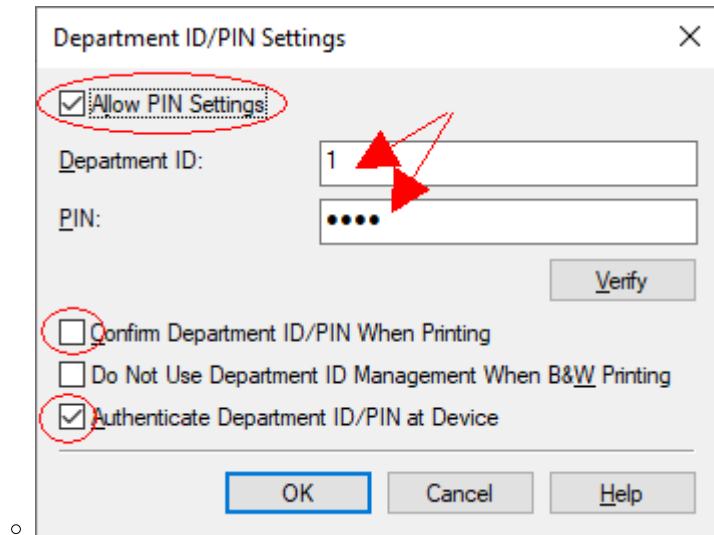 Department ID/PIN Settings
Allow PIN Settings
Department ID: 1
PIN: ••••
Verify
Confirm Department ID/PIN When Printing
Do Not Use Department ID Management When B&W Printing
Authenticate Department ID/PIN at Device
OK Cancel Help